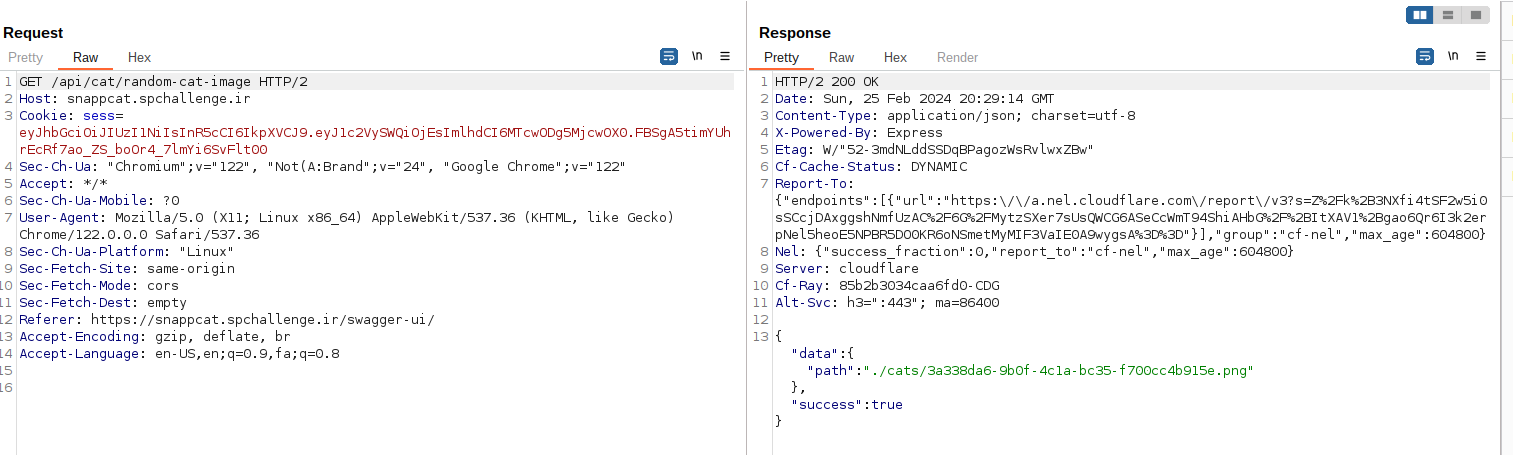 Request
Pretty Raw Hex \n
1 GET /api/cat/random-cat-image HTTP/2
2 Host: snappcat.spchallenge.ir
3 Cookie: sess=
eyJhbGciOiJIUzI1NiIsInR5cCI6IkpXVCJ9.eyJ1c2VySWQiOjEsImlhdCI6MTcwODg5MjcwOX0.FBSgA5timYUh
rEcRf7ao_ZS_boOr4_7lmYi6SvFlt00
4 Sec-Ch-Ua: "Chromium";v="122", "Not(A:Brand";v="24", "Google Chrome";v="122"
5 Accept: */*
6 Sec-Ch-Ua-Mobile: ?0
7 User-Agent: Mozilla/5.0 (X11; Linux x86_64) AppleWebKit/537.36 (KHTML, like Gecko)
Chrome/122.0.0.0 Safari/537.36
8 Sec-Ch-Ua-Platform: "Linux"
9 Sec-Fetch-Site: same-origin
10 Sec-Fetch-Mode: cors
11 Sec-Fetch-Dest: empty
12 Referer: https://snappcat.spchallenge.ir/swagger-ui/
13 Accept-Encoding: gzip, deflate, br
14 Accept-Language: en-US,en;q=0.9,fa;q=0.8
15
16
Response
Pretty Raw Hex Render \n
1 HTTP/2 200 OK
2 Date: Sun, 25 Feb 2024 20:29:14 GMT
3 Content-Type: application/json; charset=utf-8
4 X-Powered-By: Express
5 Etag: W/"52-3mdNLddSSDqBPagozWsRvlwxZBw"
6 Cf-Cache-Status: DYNAMIC
7 Report-To:
{"endpoints":[{"url":"https:\/\/a.nel.cloudflare.com\/report\/v3?s=Z%2Fk%2B3NXfi4tSF2w5i0
sSCcjDAxggshNmfUzAC%2F6G%2FMytzSXer7sUsQWCG6ASeCcWmT94ShiAHbG%2F%2BItXAV1%2Bgao6Qr6I3k2er
pNel5heoE5NPBR5DO0KR6oNSmetMyMIF3VaIE0A9wygsA%3D%3D"}],"group":"cf-nel","max_age":604800}
8 Nel: {"success_fraction":0,"report_to":"cf-nel","max_age":604800}
9 Server: cloudflare
10 Cf-Ray: 85b2b3034caa6fd0-CDG
11 Alt-Svc: h3=":443"; ma=86400
12
13 {
"data":{
"path":"./cats/3a338da6-9b0f-4c1a-bc35-f700cc4b915e.png"
},
"success":true
}